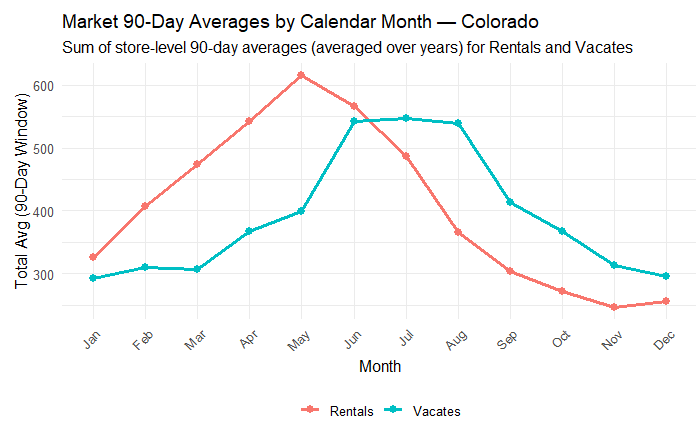 Market 90-Day Averages by Calendar Month — Colorado
Sum of store-level 90-day averages (averaged over years) for Rentals and Vacates
Total Avg (90-Day Window)
600
500
400
300
Jan
Feb
Mar
Apr
May
Jun
Jul
Aug
Sep
Oct
Nov
Dec
Month
Rentals
Vacates